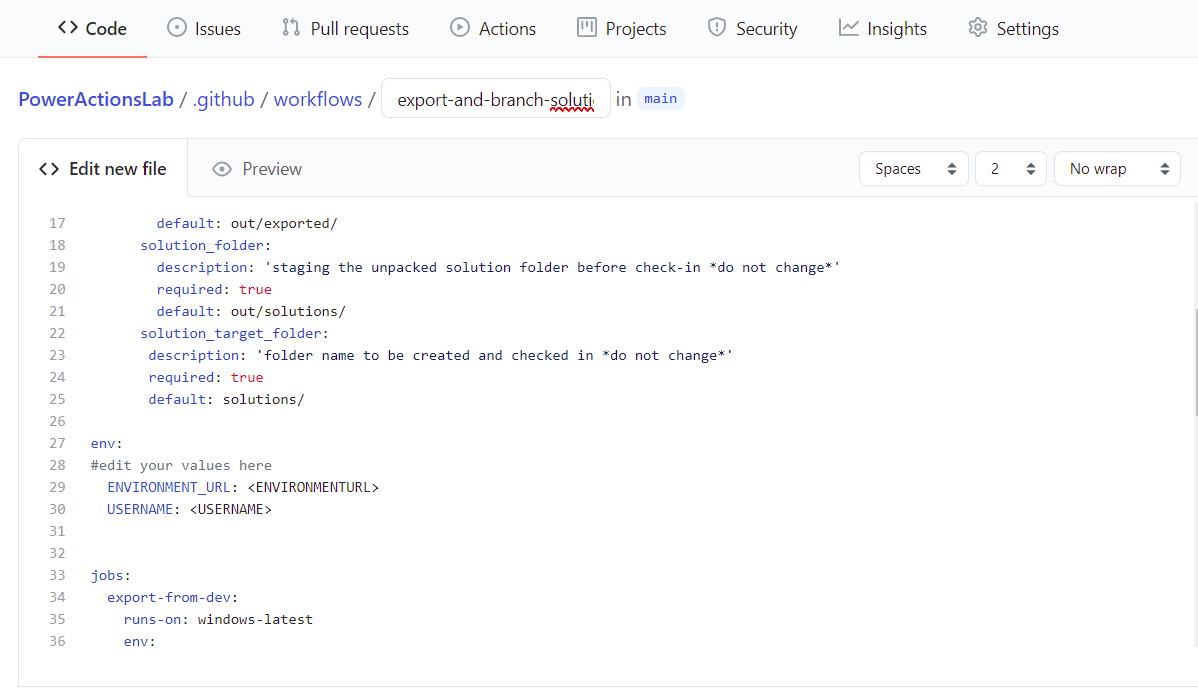 Code Issues Pull requests Actions Projects Security Insights Settings
PowerActionsLab / .github / workflows / export-and-branch-soluti in main
Edit new file Preview Spaces 2 No wrap
17 default: out/exported/
18 solution_folder:
19 description: 'staging the unpacked solution folder before check-in *do not change*'
20 required: true
21 default: out/solutions/
22 solution_target_folder:
23 description: 'folder name to be created and checked in *do not change*'
24 required: true
25 default: solutions/
26
27 env:
28 #edit your values here
29 ENVIRONMENT_URL: <ENVIRONMENTURL>
30 USERNAME: <USERNAME>
31
32
33 jobs:
34 export-from-dev:
35 runs-on: windows-latest
36 env: